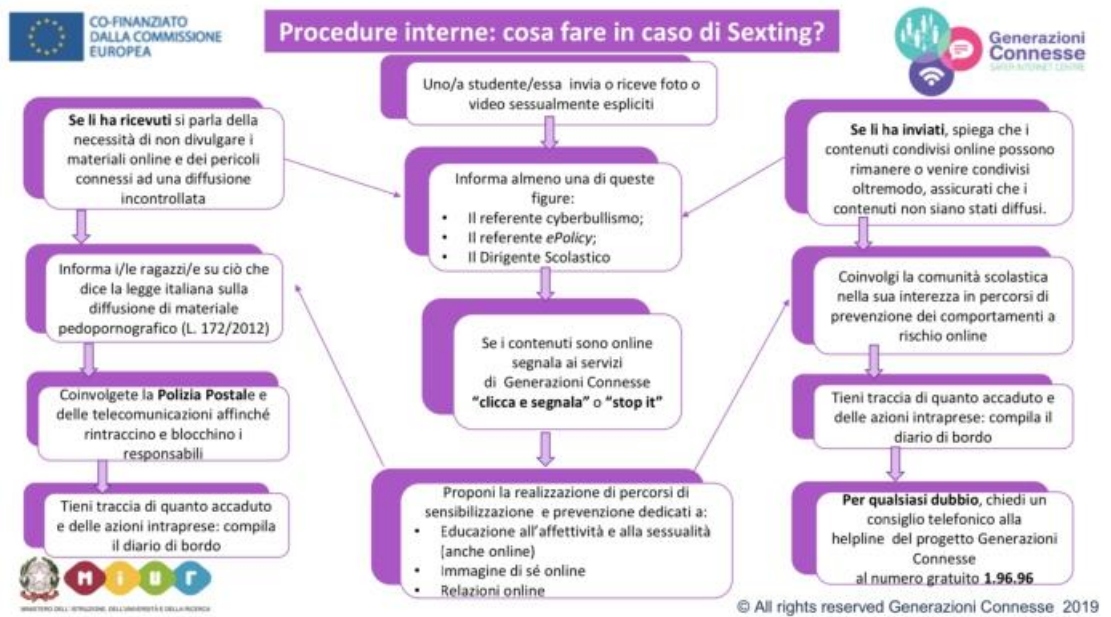 CO-FINANZIATO
DALLA COMMISSIONE
EUROPEA
Procedure interne: cosa fare in caso di Sexting?
Generazioni
Connesse
SAFER INTERNET CENTRE
Uno/a studente/essa invia o riceve foto o
video sessualmente espliciti
Se li ha ricevuti si parla della
necessità di non divulgare i
materiali online e dei pericoli
connessi ad una diffusione
incontrollata
Informa i/le ragazzi/e su ciò che
dice la legge italiana sulla
diffusione di materiale
pedopornografico (L. 172/2012)
Coinvolgete la Polizia Postale e
delle telecomunicazioni affinché
rintraccino e blocchino i
responsabili
Tieni traccia di quanto accaduto
e delle azioni intraprese: compila
il diario di bordo
Informa almeno una di queste
figure:
• Il referente cyberbullismo;
• Il referente ePolicy;
• Il Dirigente Scolastico
Se i contenuti sono online
segnala ai servizi
di Generazioni Connesse
“clicca e segnala” o “stop it”
Proponi la realizzazione di percorsi di
sensibilizzazione e prevenzione dedicati a:
• Educazione all’affettività e alla sessualità
(anche online)
• Immagine di sé online
• Relazioni online
Se li ha inviati, spiega che i
contenuti condivisi online possono
rimanere o venire condivisi
oltremodo, assicurati che i
contenuti non siano stati diffusi.
Coinvolgi la comunità scolastica
nella sua interezza in percorsi di
prevenzione dei comportamenti a
rischio online
Tieni traccia di quanto accaduto e
delle azioni intraprese: compila il
diario di bordo
Per qualsiasi dubbio, chiedi un
consiglio telefonico alla
helpline del progetto Generazioni
Connesse
al numero gratuito 1.96.96
MIUR
MINISTERO DELL'ISTRUZIONE, DELL'UNIVERSITÀ E DELLA RICERCA
© All rights reserved Generazioni Connesse 2019